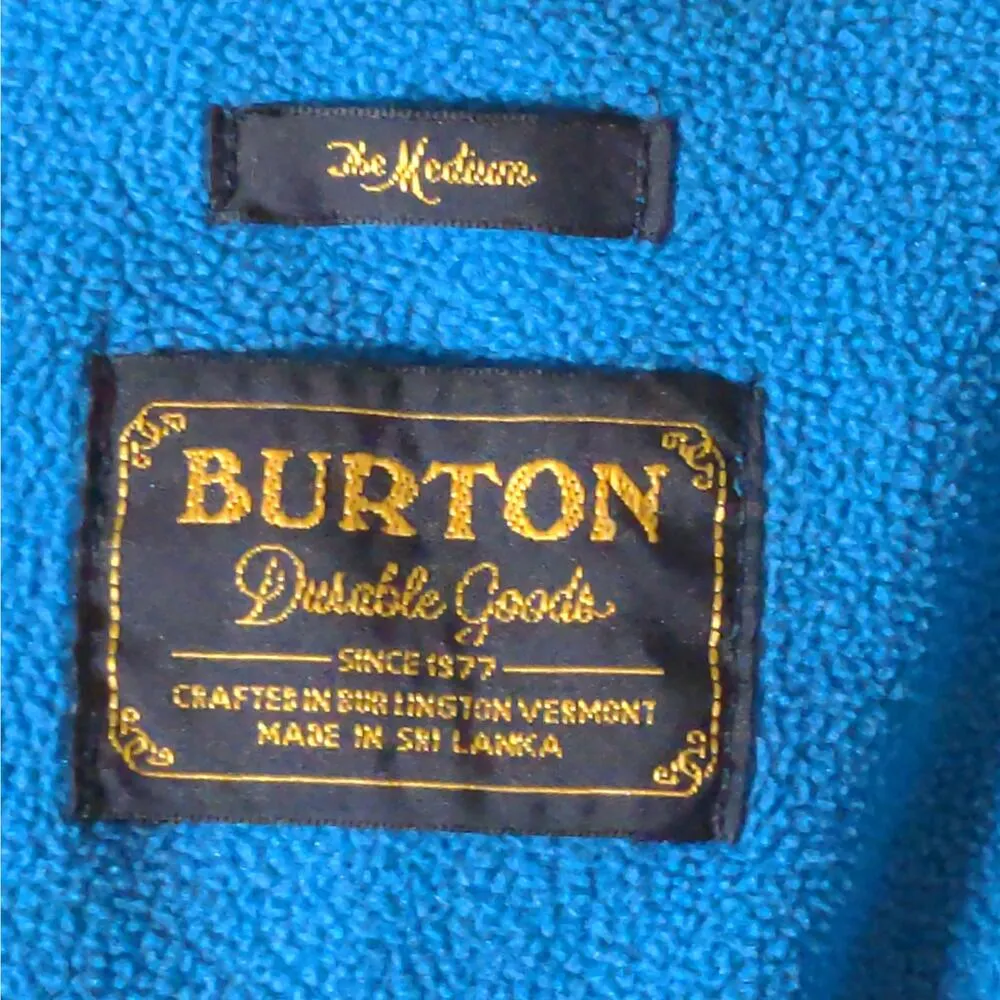 The Medium
BURTON
Durable Goods
SINCE 1977
CRAFTED IN BURLINGTON VERMONT
MADE IN SRI LANKA